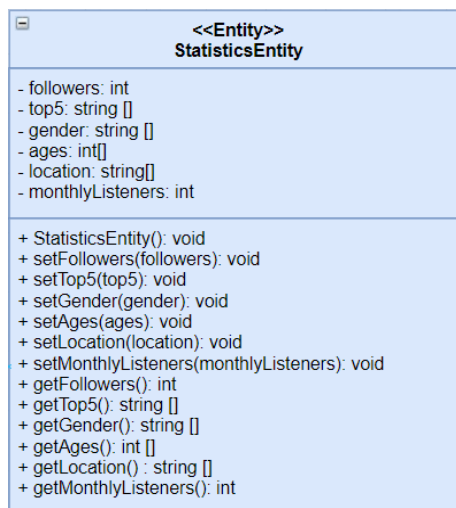 <<Entity>>
StatisticsEntity
- followers: int
- top5: string []
- gender: string []
- ages: int[]
- location: string[]
- monthlyListeners: int
+ StatisticsEntity(): void
+ setFollowers(followers): void
+ setTop5(top5): void
+ setGender(gender): void
+ setAges(ages): void
+ setLocation(location): void
+ setMonthlyListeners(monthlyListeners): void
+ getFollowers(): int
+ getTop5(): string []
+ getGender(): string []
+ getAges(): int []
+ getLocation() : string []
+ getMonthlyListeners(): int